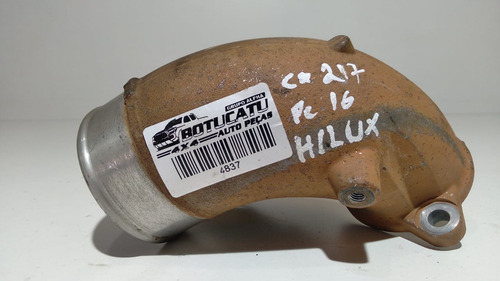 GRUPO ALPHA
BOTUCATU
4X4 AUTO PEÇAS
4837
CX 217
Pc 16
HILUX